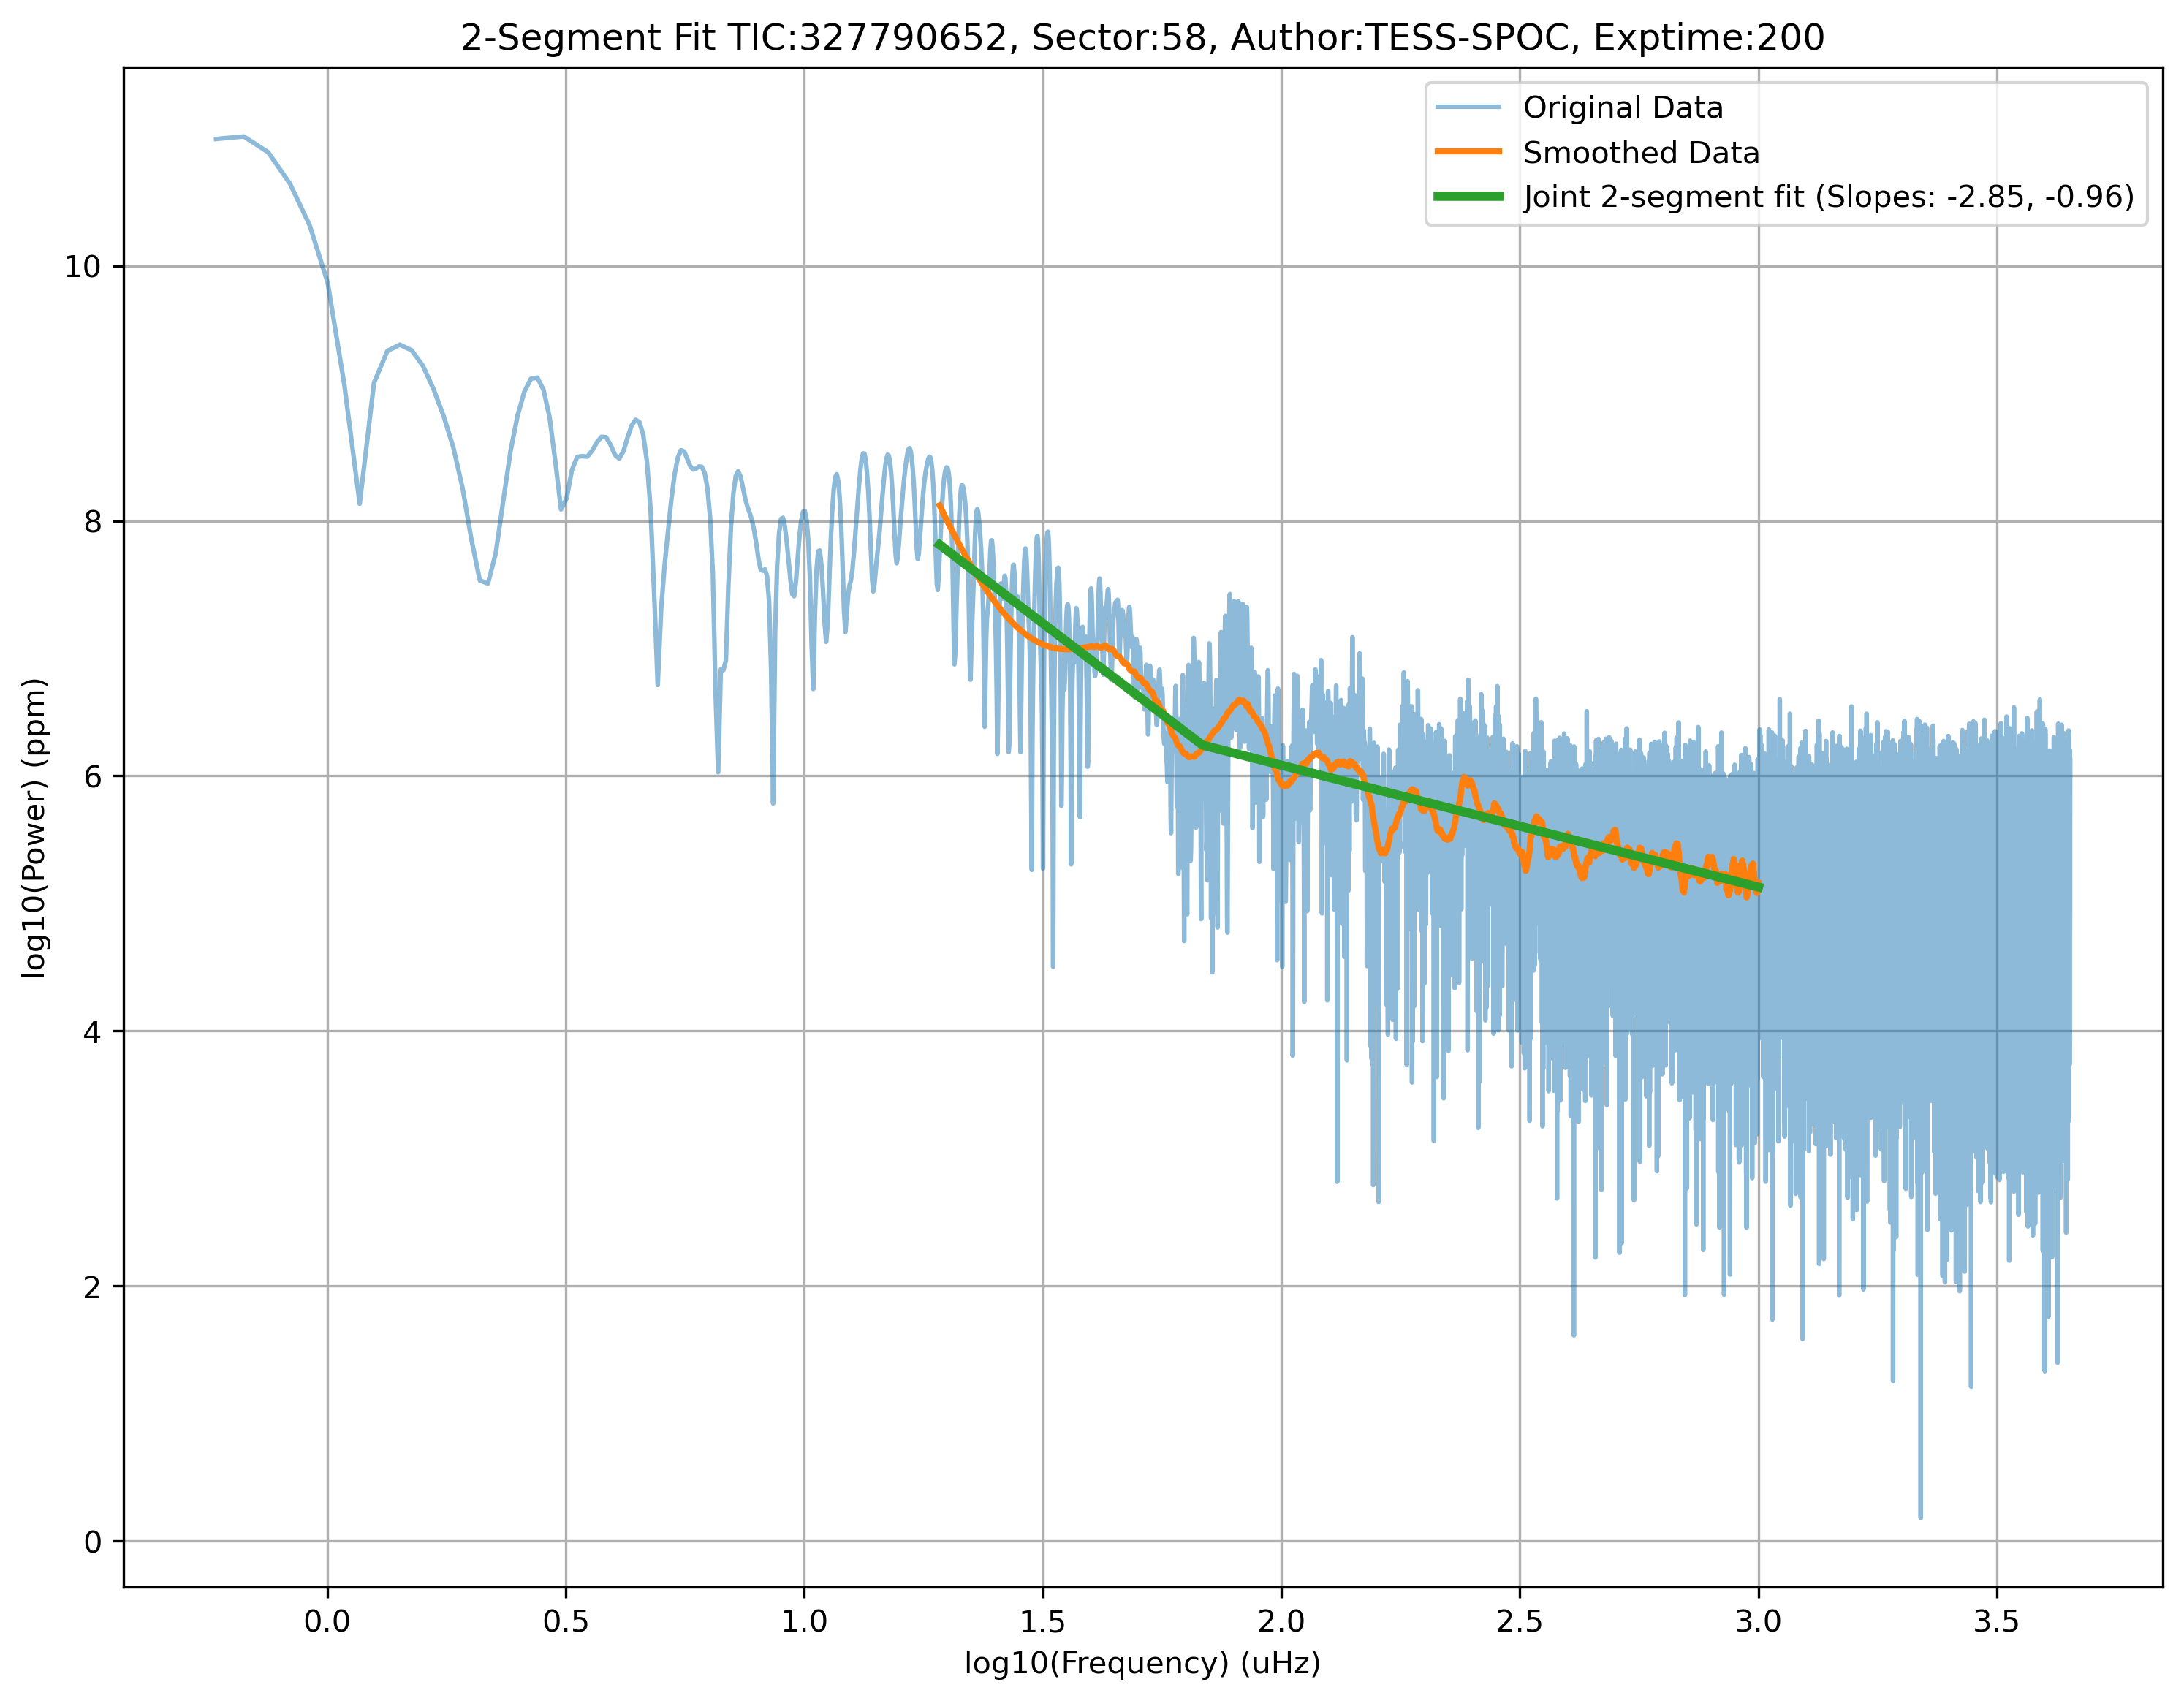 2-Segment Fit TIC:327790652, Sector:58, Author:TESS-SPOC, Exptime:200
Original Data
Smoothed Data
Joint 2-segment fit (Slopes: -2.85, -0.96)
log10(Power) (ppm)
10
8
6
4
2
0
0.0 0.5 1.0 1.5 2.0 2.5 3.0 3.5
log10(Frequency) (uHz)